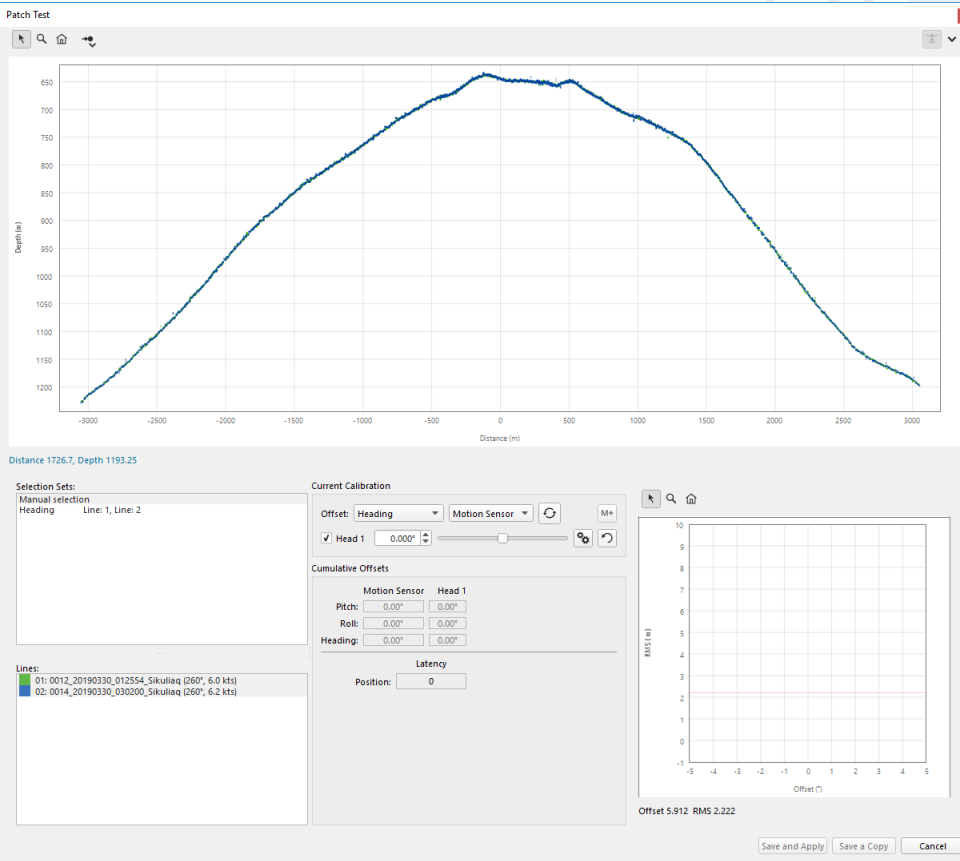 Patch Test
650
700
750
800
850
900
950
1000
1050
1100
1150
1200
Depth (m)
-3000 -2500 -2000 -1500 -1000 -500 0 500 1000 1500 2000 2500 3000
Distance (m)
Distance 1726.7, Depth 1193.25
Selection Sets:
Manual selection
Heading Line: 1, Line: 2
Lines:
01: 0012_20190330_012554_Sikuliaq (260°, 6.0 kts)
02: 0014_20190330_030200_Sikuliaq (260°, 6.2 kts)
Current Calibration
Offset: Heading Motion Sensor M+
Head 1 0.000°
Cumulative Offsets
Motion Sensor Head 1
Pitch: 0.00° 0.00°
Roll: 0.00° 0.00°
Heading: 0.00° 0.00°
Latency
Position: 0
10
9
8
7
6
5
4
3
2
1
0
-1
RMS (m)
-5 -4 -3 -2 -1 0 1 2 3 4 5
Offset (°)
Offset 5.912 RMS 2.222
Save and Apply Save a Copy Cancel